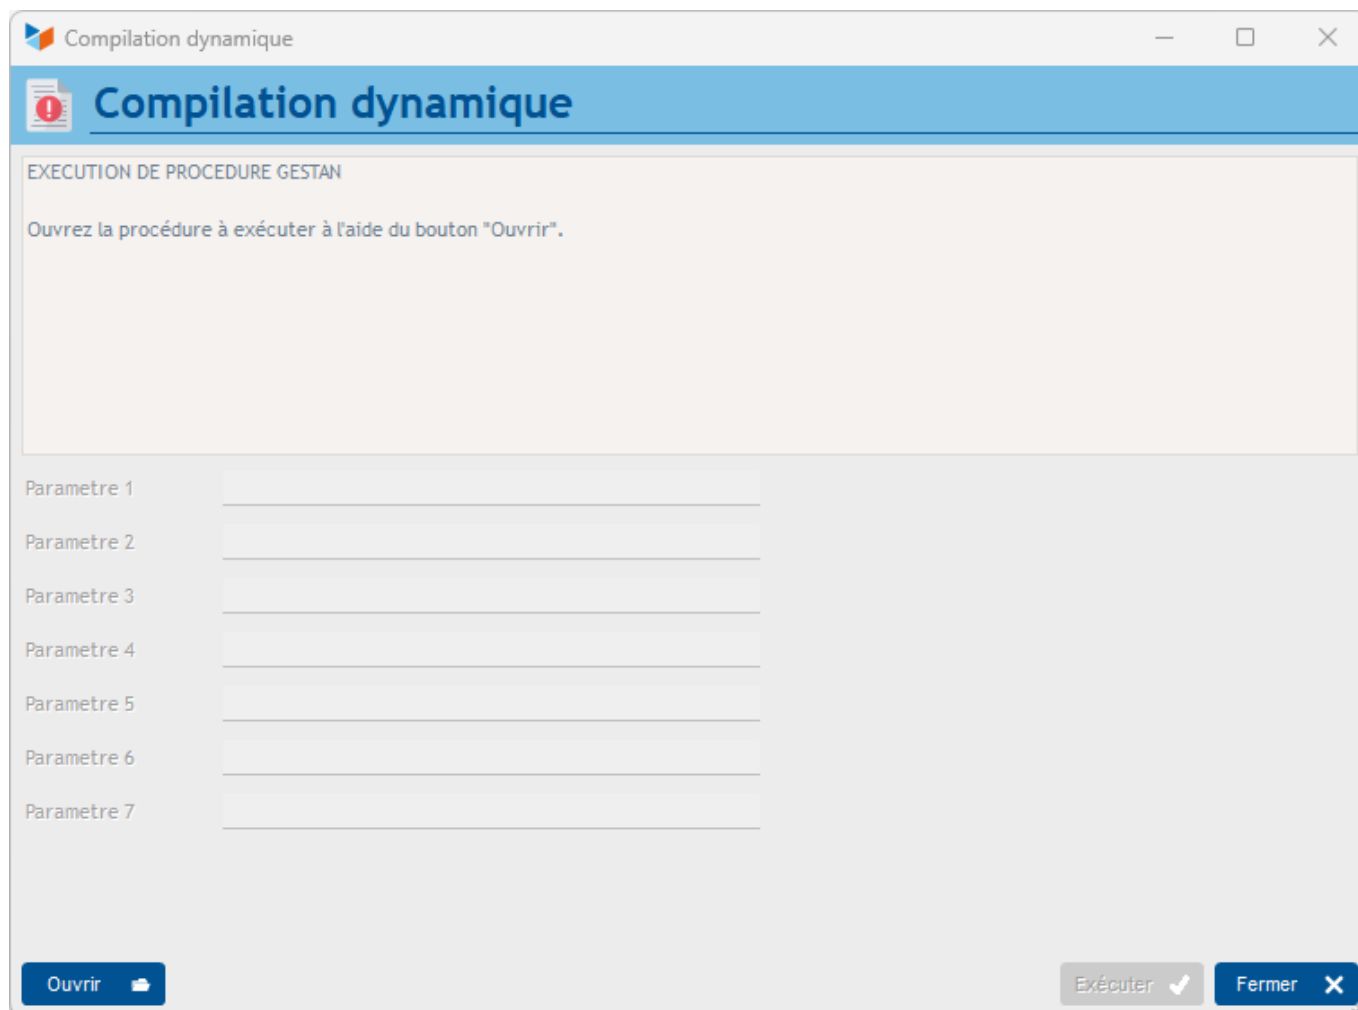 Compilation dynamique
Compilation dynamique
EXECUTION DE PROCEDURE GESTAN
Ouvrez la procédure à exécuter à l'aide du bouton "Ouvrir".
Parametre 1
Parametre 2
Parametre 3
Parametre 4
Parametre 5
Parametre 6
Parametre 7
Ouvrir
Exécuter
Fermer